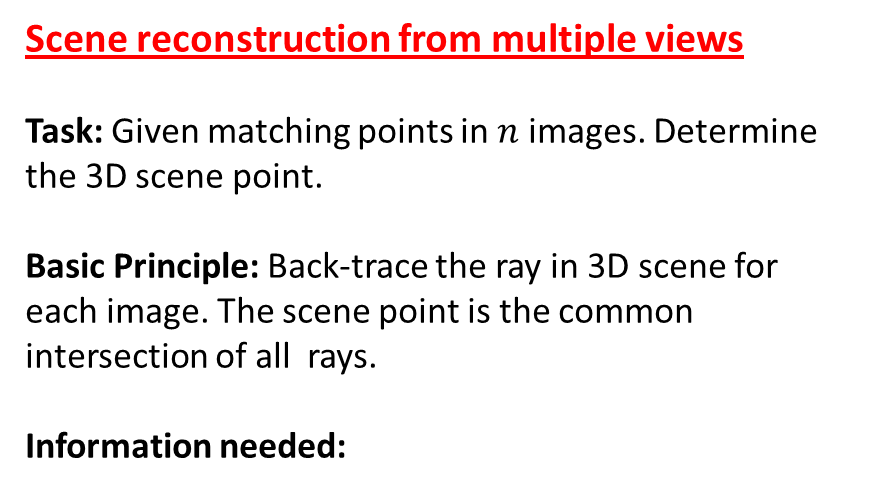 Scene reconstruction from multiple views
Task: Given matching points in n images. Determine
the 3D scene point.
Basic Principle: Back-trace the ray in 3D scene for
each image. The scene point is the common
intersection of all  rays.
Information needed: